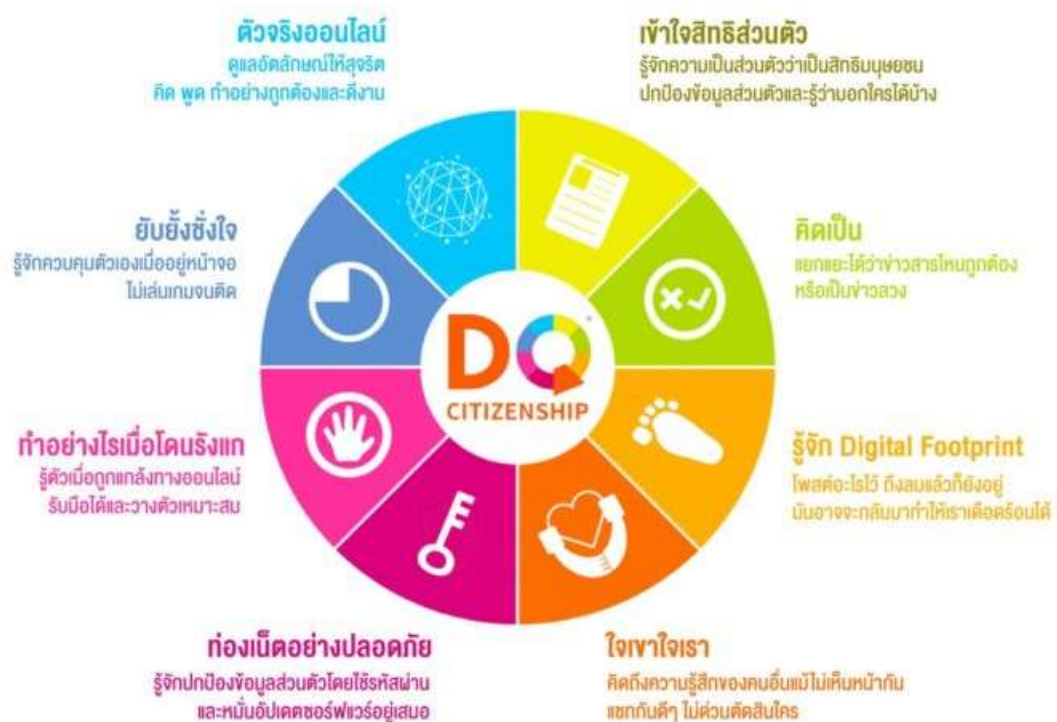 ตัวจริงออนไลน์
ดูแลอัตลักษณ์ให้สุจริต
คิด พูด ทำอย่างถูกต้องและดีงาม
เข้าใจสิทธิส่วนตัว
รู้จักความเป็นส่วนตัวว่าเป็นสิทธิมนุษยชน
ปกป้องข้อมูลส่วนตัวและรู้ว่าบอกใครได้บ้าง
ยับยั้งชั่งใจ
รู้จักควบคุมตัวเองเมื่ออยู่หน้าจอ
ไม่เล่นเกมจนติด
คิดเป็น
แยกแยะได้ว่าข่าวสารไหนถูกต้อง
หรือเป็นข่าวลวง
DQ
CITIZENSHIP
ทำอย่างไรเมื่อโดนรังแก
รู้ตัวเมื่อถูกแกล้งทางออนไลน์
รับมือได้และวางตัวเหมาะสม
รู้จัก Digital Footprint
โพสต์อะไรไว้ ถึงลบแล้วก็ยังอยู่
มันอาจจะกลับมาทำให้เราเดือดร้อนได้
ท่องเน็ตอย่างปลอดภัย
รู้จักปกป้องข้อมูลส่วนตัวโดยใช้รหัสผ่าน
และหมั่นอัปเดตซอร์ฟแวร์อยู่เสมอ
ใจเขาใจเรา
คิดถึงความรู้สึกของคนอื่นแม้ไม่เห็นหน้ากัน
แชทกันดีๆ ไม่ด่วนตัดสินใคร